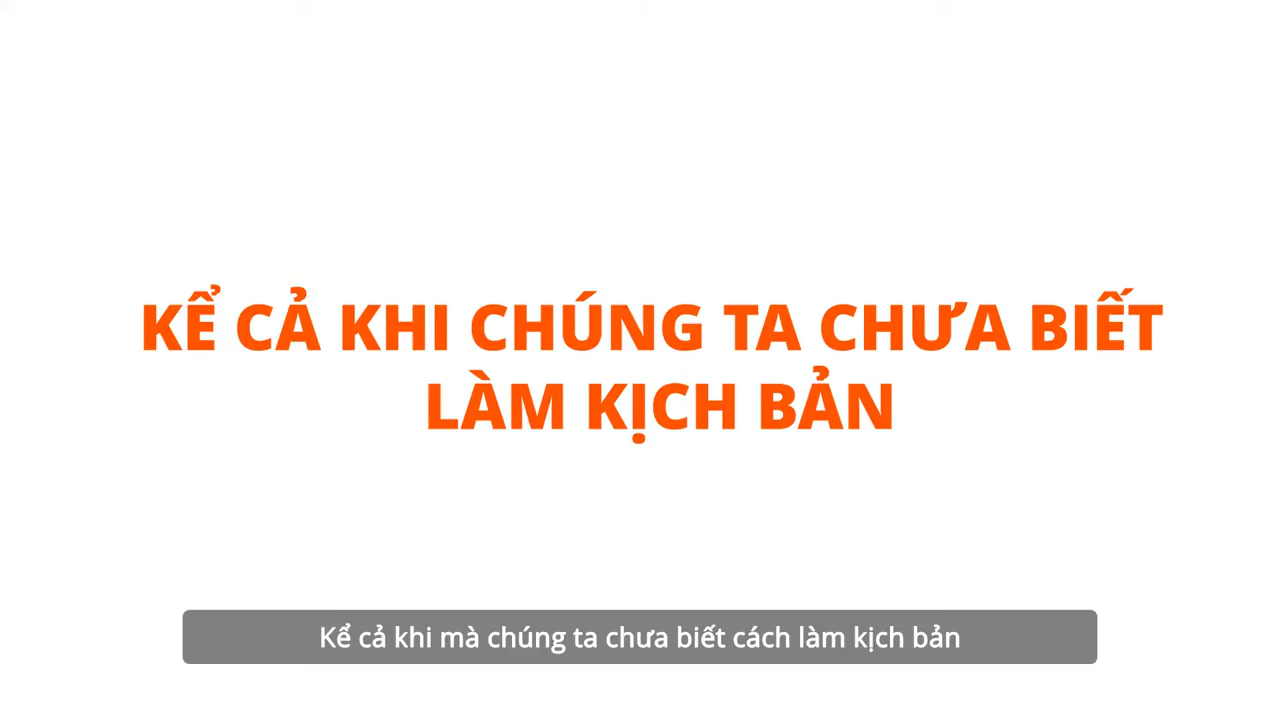 KỂ CẢ KHI CHÚNG TA CHƯA BIẾT
LÀM KỊCH BẢN
Kể cả khi mà chúng ta chưa biết cách làm kịch bản